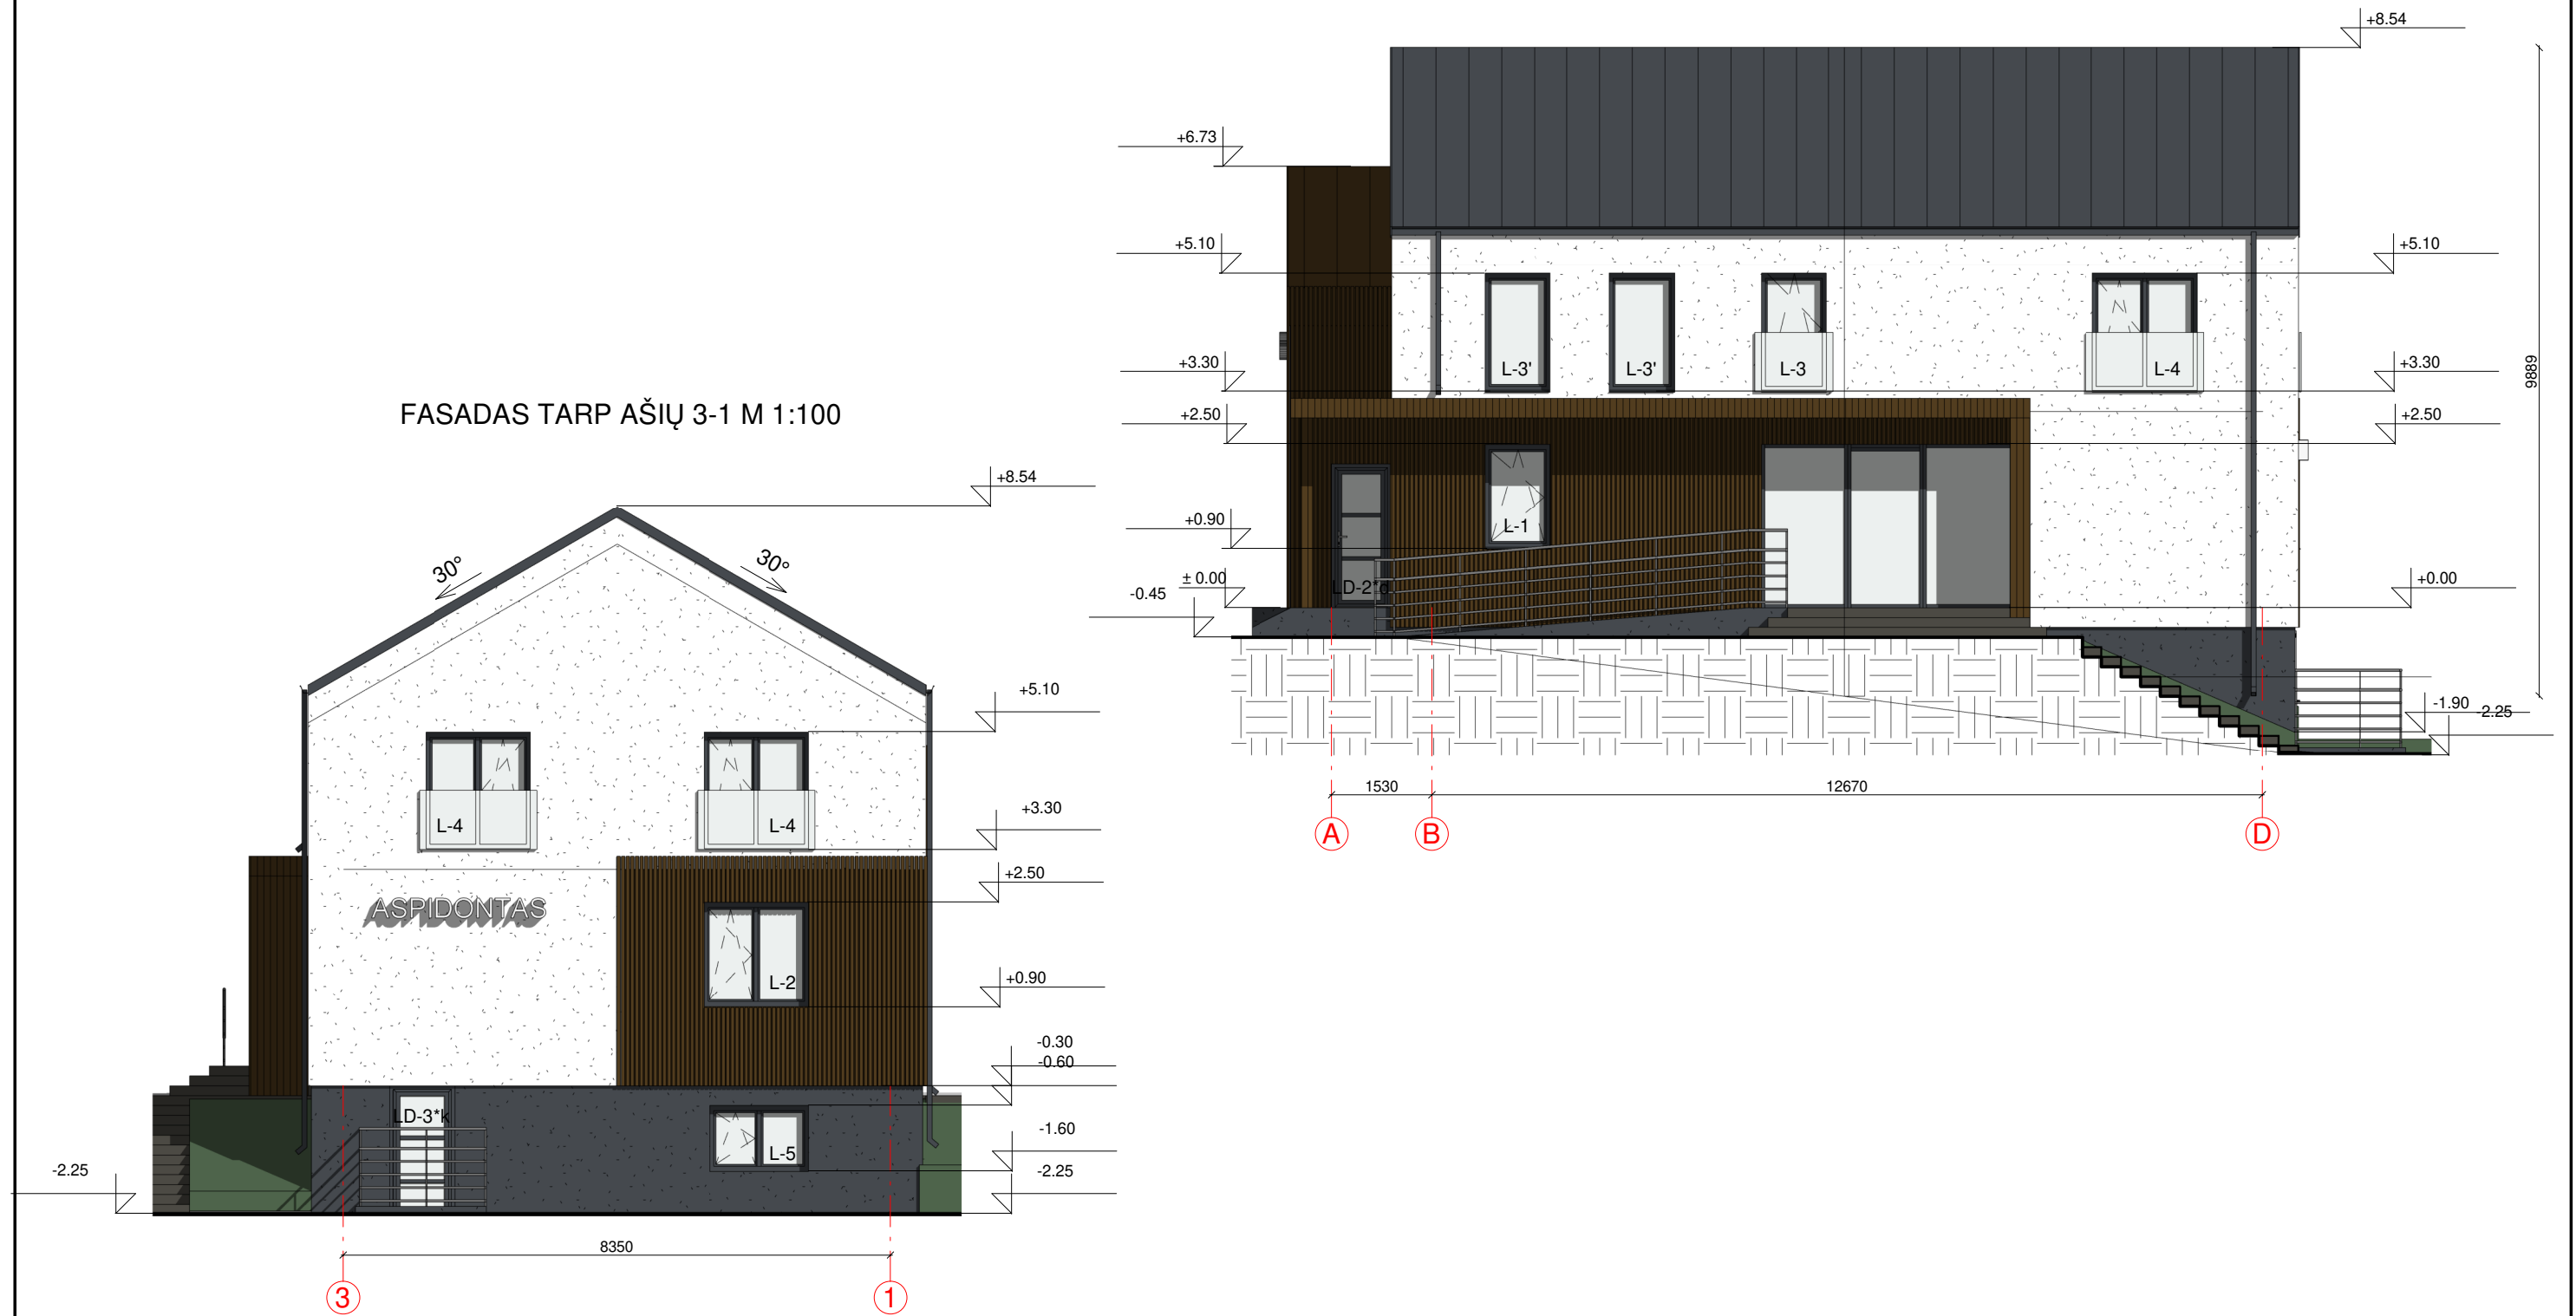 +8.54
+6.73
+5.10
+5.10
9889
L-3'
L-3'
L-3
L-4
+3.30
+3.30
+2.50
+2.50
L-1
+0.90
LD-2*d
± 0.00
+0.00
-0.45
-1.90
-2.25
1530
12670
A
B
D
FASADAS TARP AŠIŲ 3-1 M 1:100
+8.54
30°
30°
+5.10
L-4
L-4
+3.30
+2.50
ASPIDONTAS
L-2
+0.90
-0.30
-0.60
LD-3*k
L-5
-1.60
-2.25
-2.25
8350
3
1